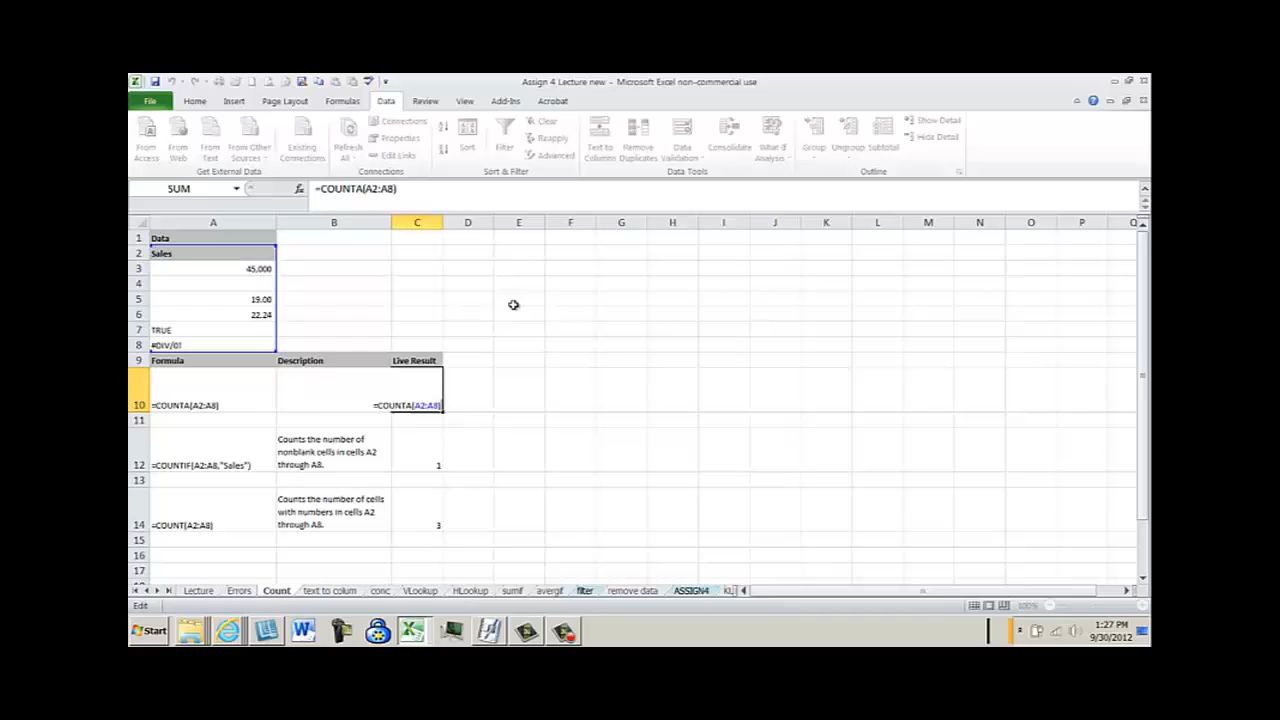 Assign 4 Lecture new - Microsoft Excel non-commercial use
File Home Insert Page Layout Formulas Data Review View Add-Ins Acrobat
From Access
From Web
From Text
From Other Sources
Existing Connections
Refresh All
Connections
Properties
Edit Links
Sort
Filter
Clear
Reapply
Advanced
Text to Columns
Remove Duplicates
Data Validation
Consolidate
What-If Analysis
Group
Ungroup
Subtotal
Show Detail
Hide Detail
Get External Data Connections Sort & Filter Data Tools Outline
SUM fx =COUNTA(A2:A8)
A B C D E F G H I J K L M N O P Q
1 Data
2 Sales
3 45,000
4
5 19.00
6 22.24
7 TRUE
8 #DIV/0!
9 Formula Description Live Result
10 =COUNTA(A2:A8) =COUNTA(A2:A8)
11
Counts the number of
nonblank cells in cells A2
12 =COUNTIF(A2:A8,"Sales") through A8. 1
13
Counts the number of cells
with numbers in cells A2
14 =COUNT(A2:A8) through A8. 3
15
16
17
Lecture Errors Count text to colum conc VLookup HLookup sumf avergif filter remove data ASSIGN4
Edit 100%
Start 1:27 PM
9/30/2012